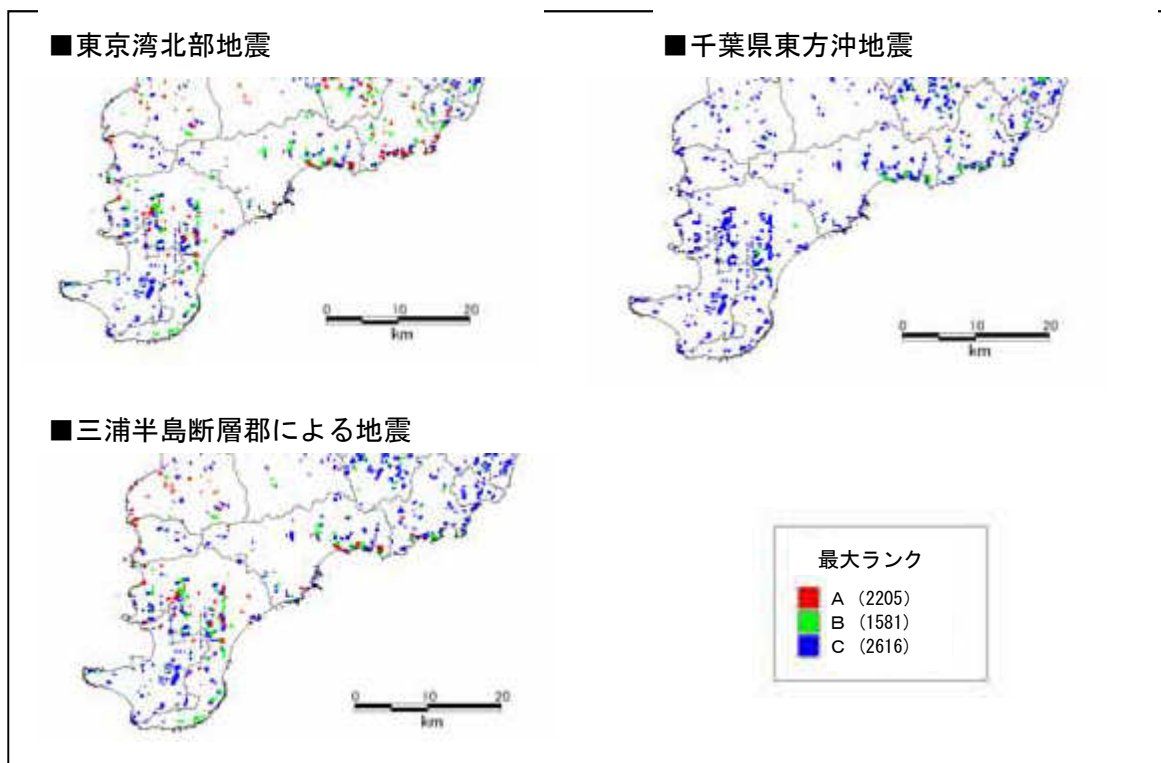 ■東京湾北部地震
■千葉県東方沖地震
0 10 20
km
0 10 20
km
■三浦半島断層郡による地震
0 10 20
km
最大ランク
A（2205）
B（1581）
C（2616）